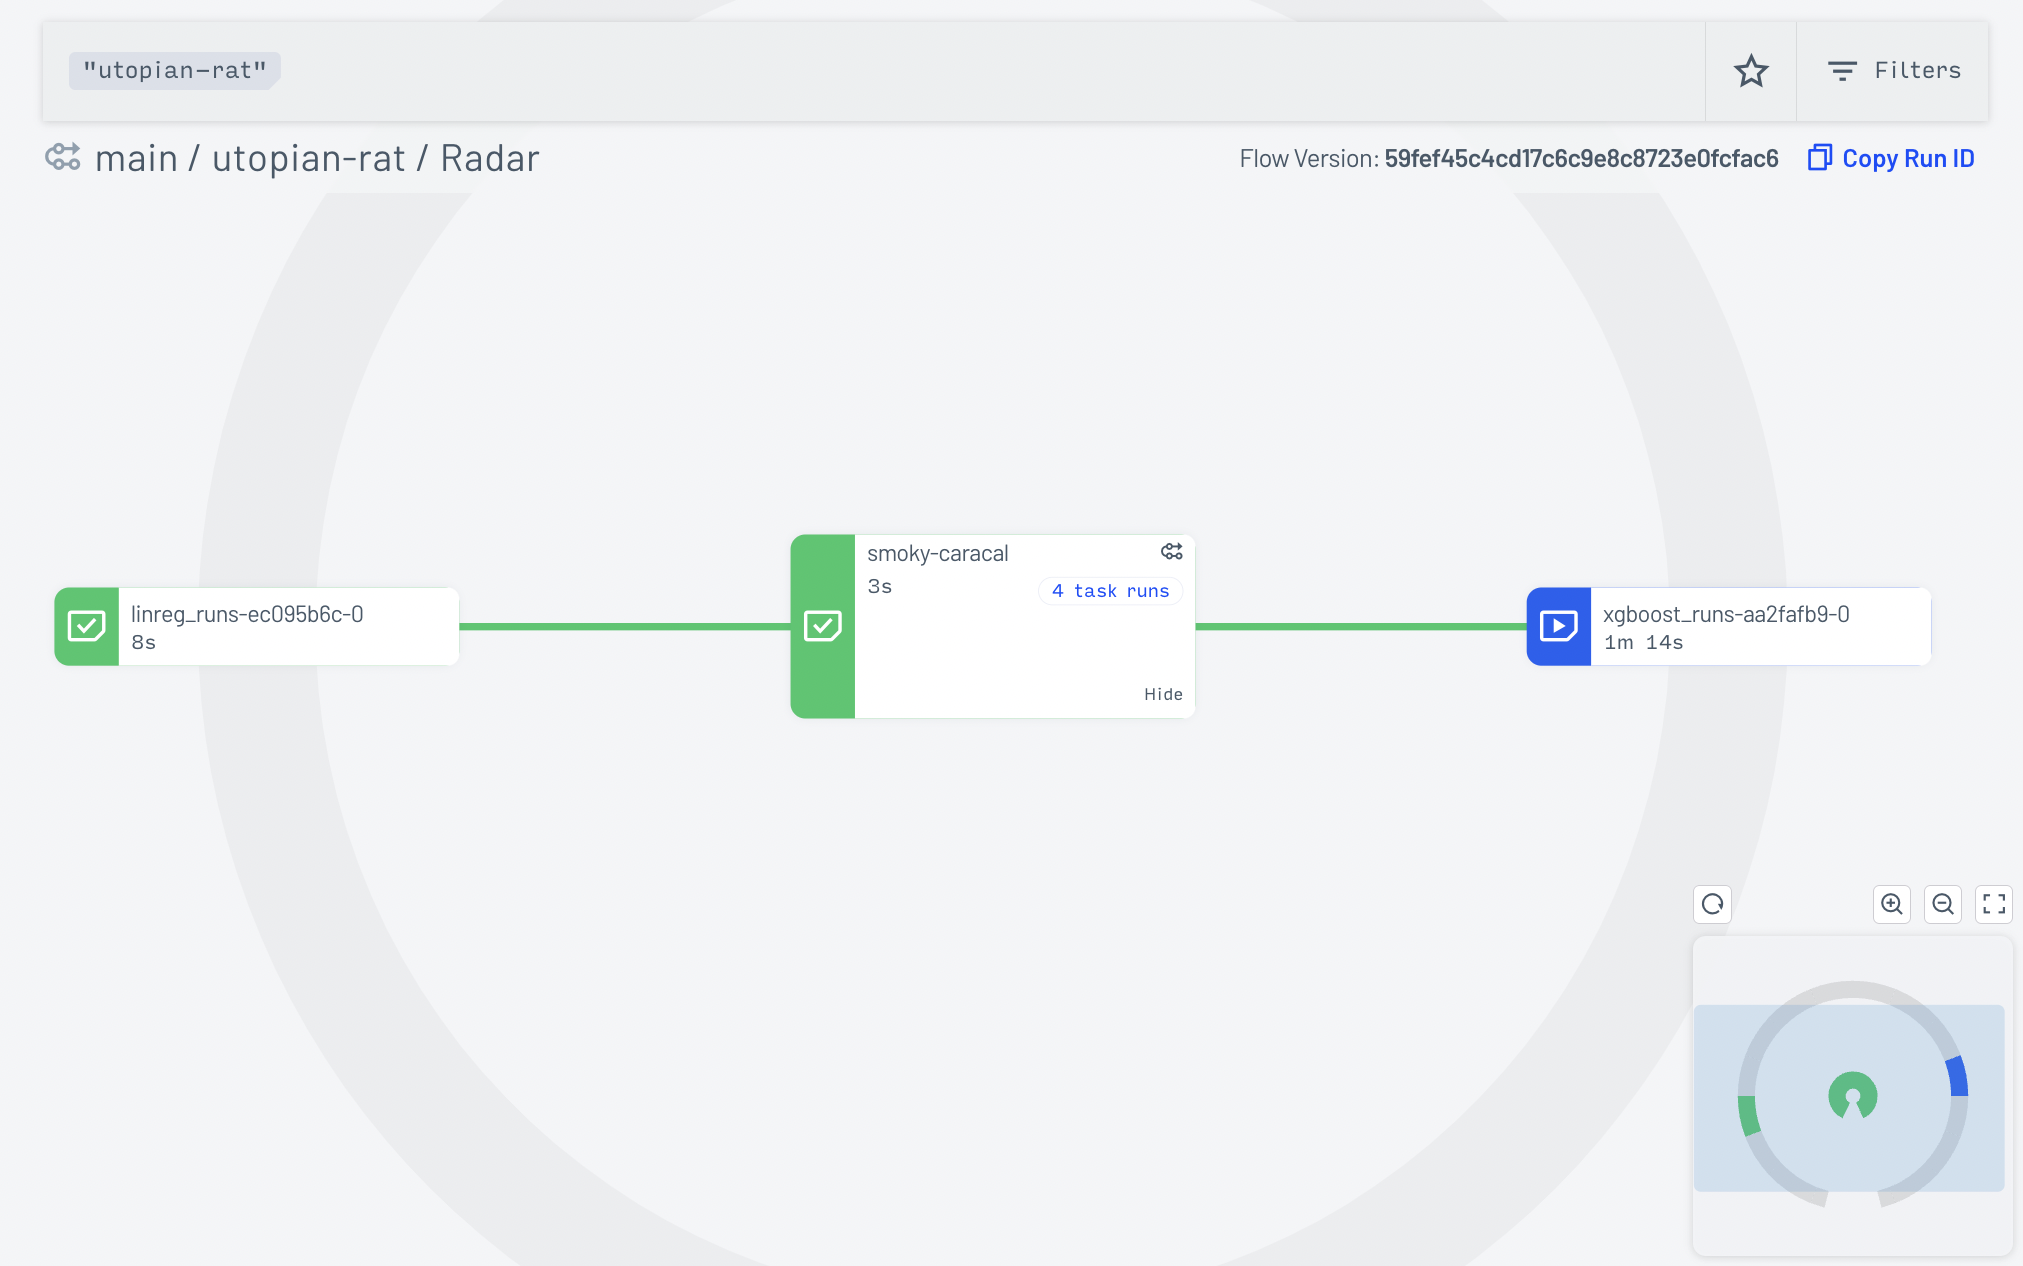 "utopian-rat"
Filters
main / utopian-rat / Radar
Flow Version: 59fef45c4cd17c6c9e8c8723e0fcfac6
Copy Run ID
linreg_runs-ec095b6c-0
8s
smoky-caracal
3s
4 task runs
Hide
xgboost_runs-aa2fafb9-0
1m 14s